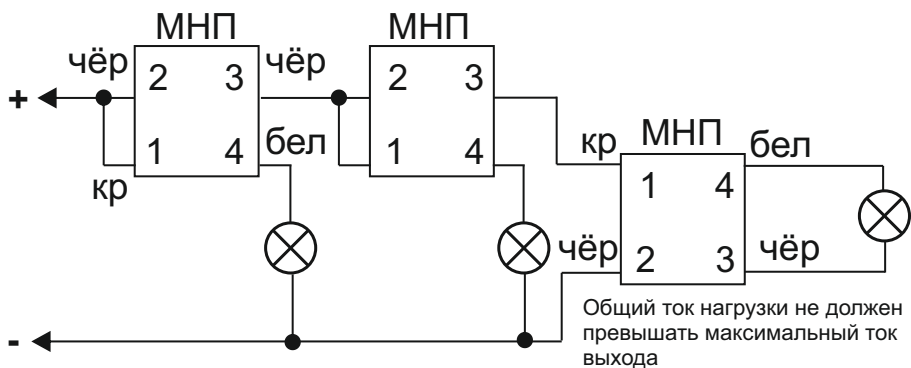 МНП
МНП
чёр 2 3 чёр 2 3
+
1 4 бел 1 4
кр
МНП
кр бел
1 4
чёр 2 3 чёр
-
Общий ток нагрузки не должен
превышать максимальный ток
выхода